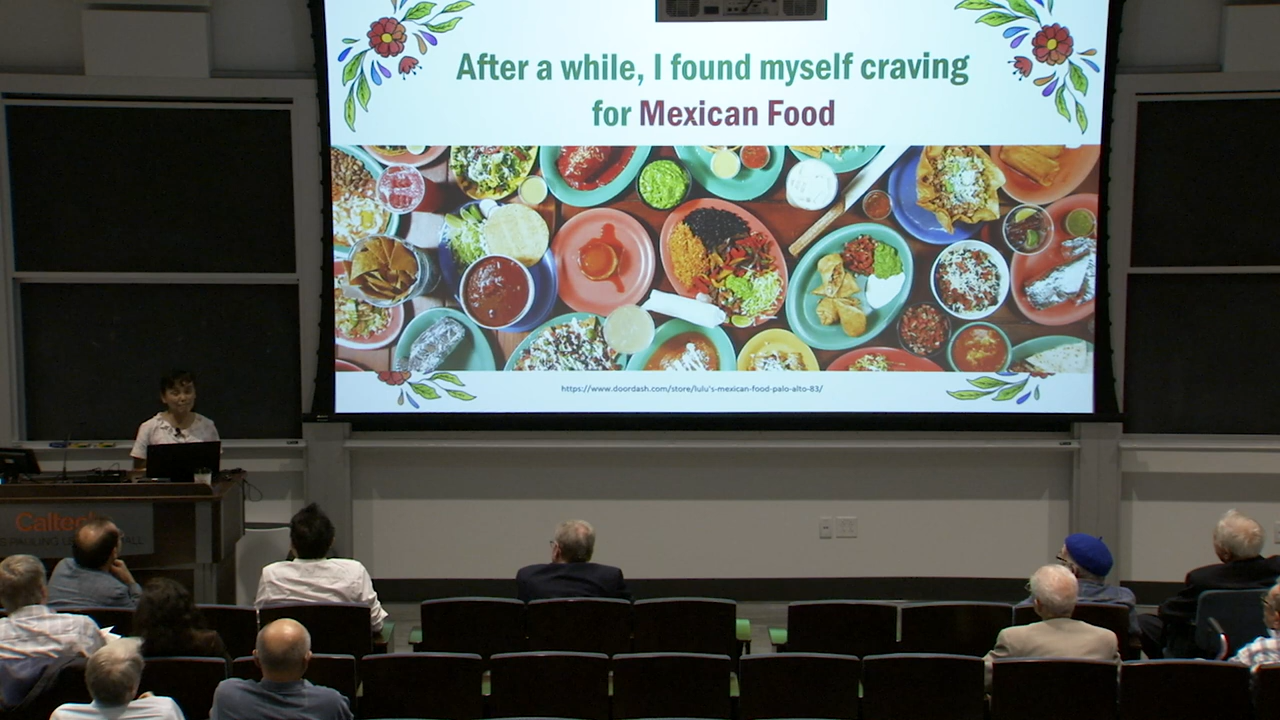 After a while, I found myself craving
for Mexican Food
https://www.doordash.com/store/lulu's-mexican-food-palo-alto-83/
Caltech
PAULING